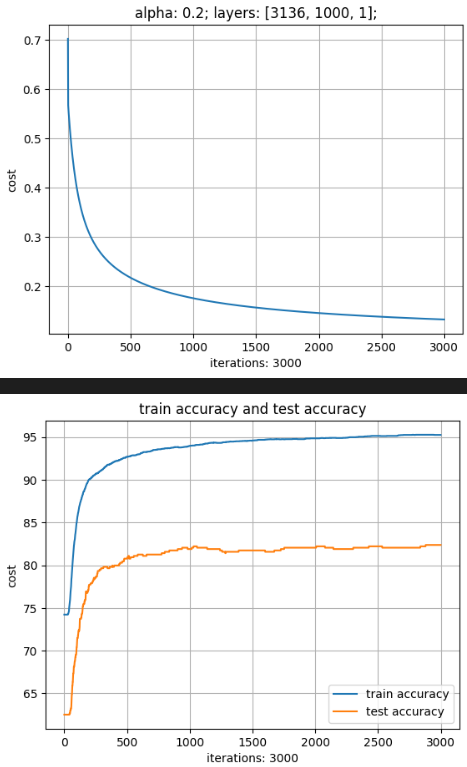 alpha: 0.2; layers: [3136, 1000, 1];
0.7
0.6
0.5
0.4
0.3
0.2
cost
0 500 1000 1500 2000 2500 3000
iterations: 3000
train accuracy and test accuracy
95
90
85
80
75
70
65
cost
train accuracy
test accuracy
0 500 1000 1500 2000 2500 3000
iterations: 3000